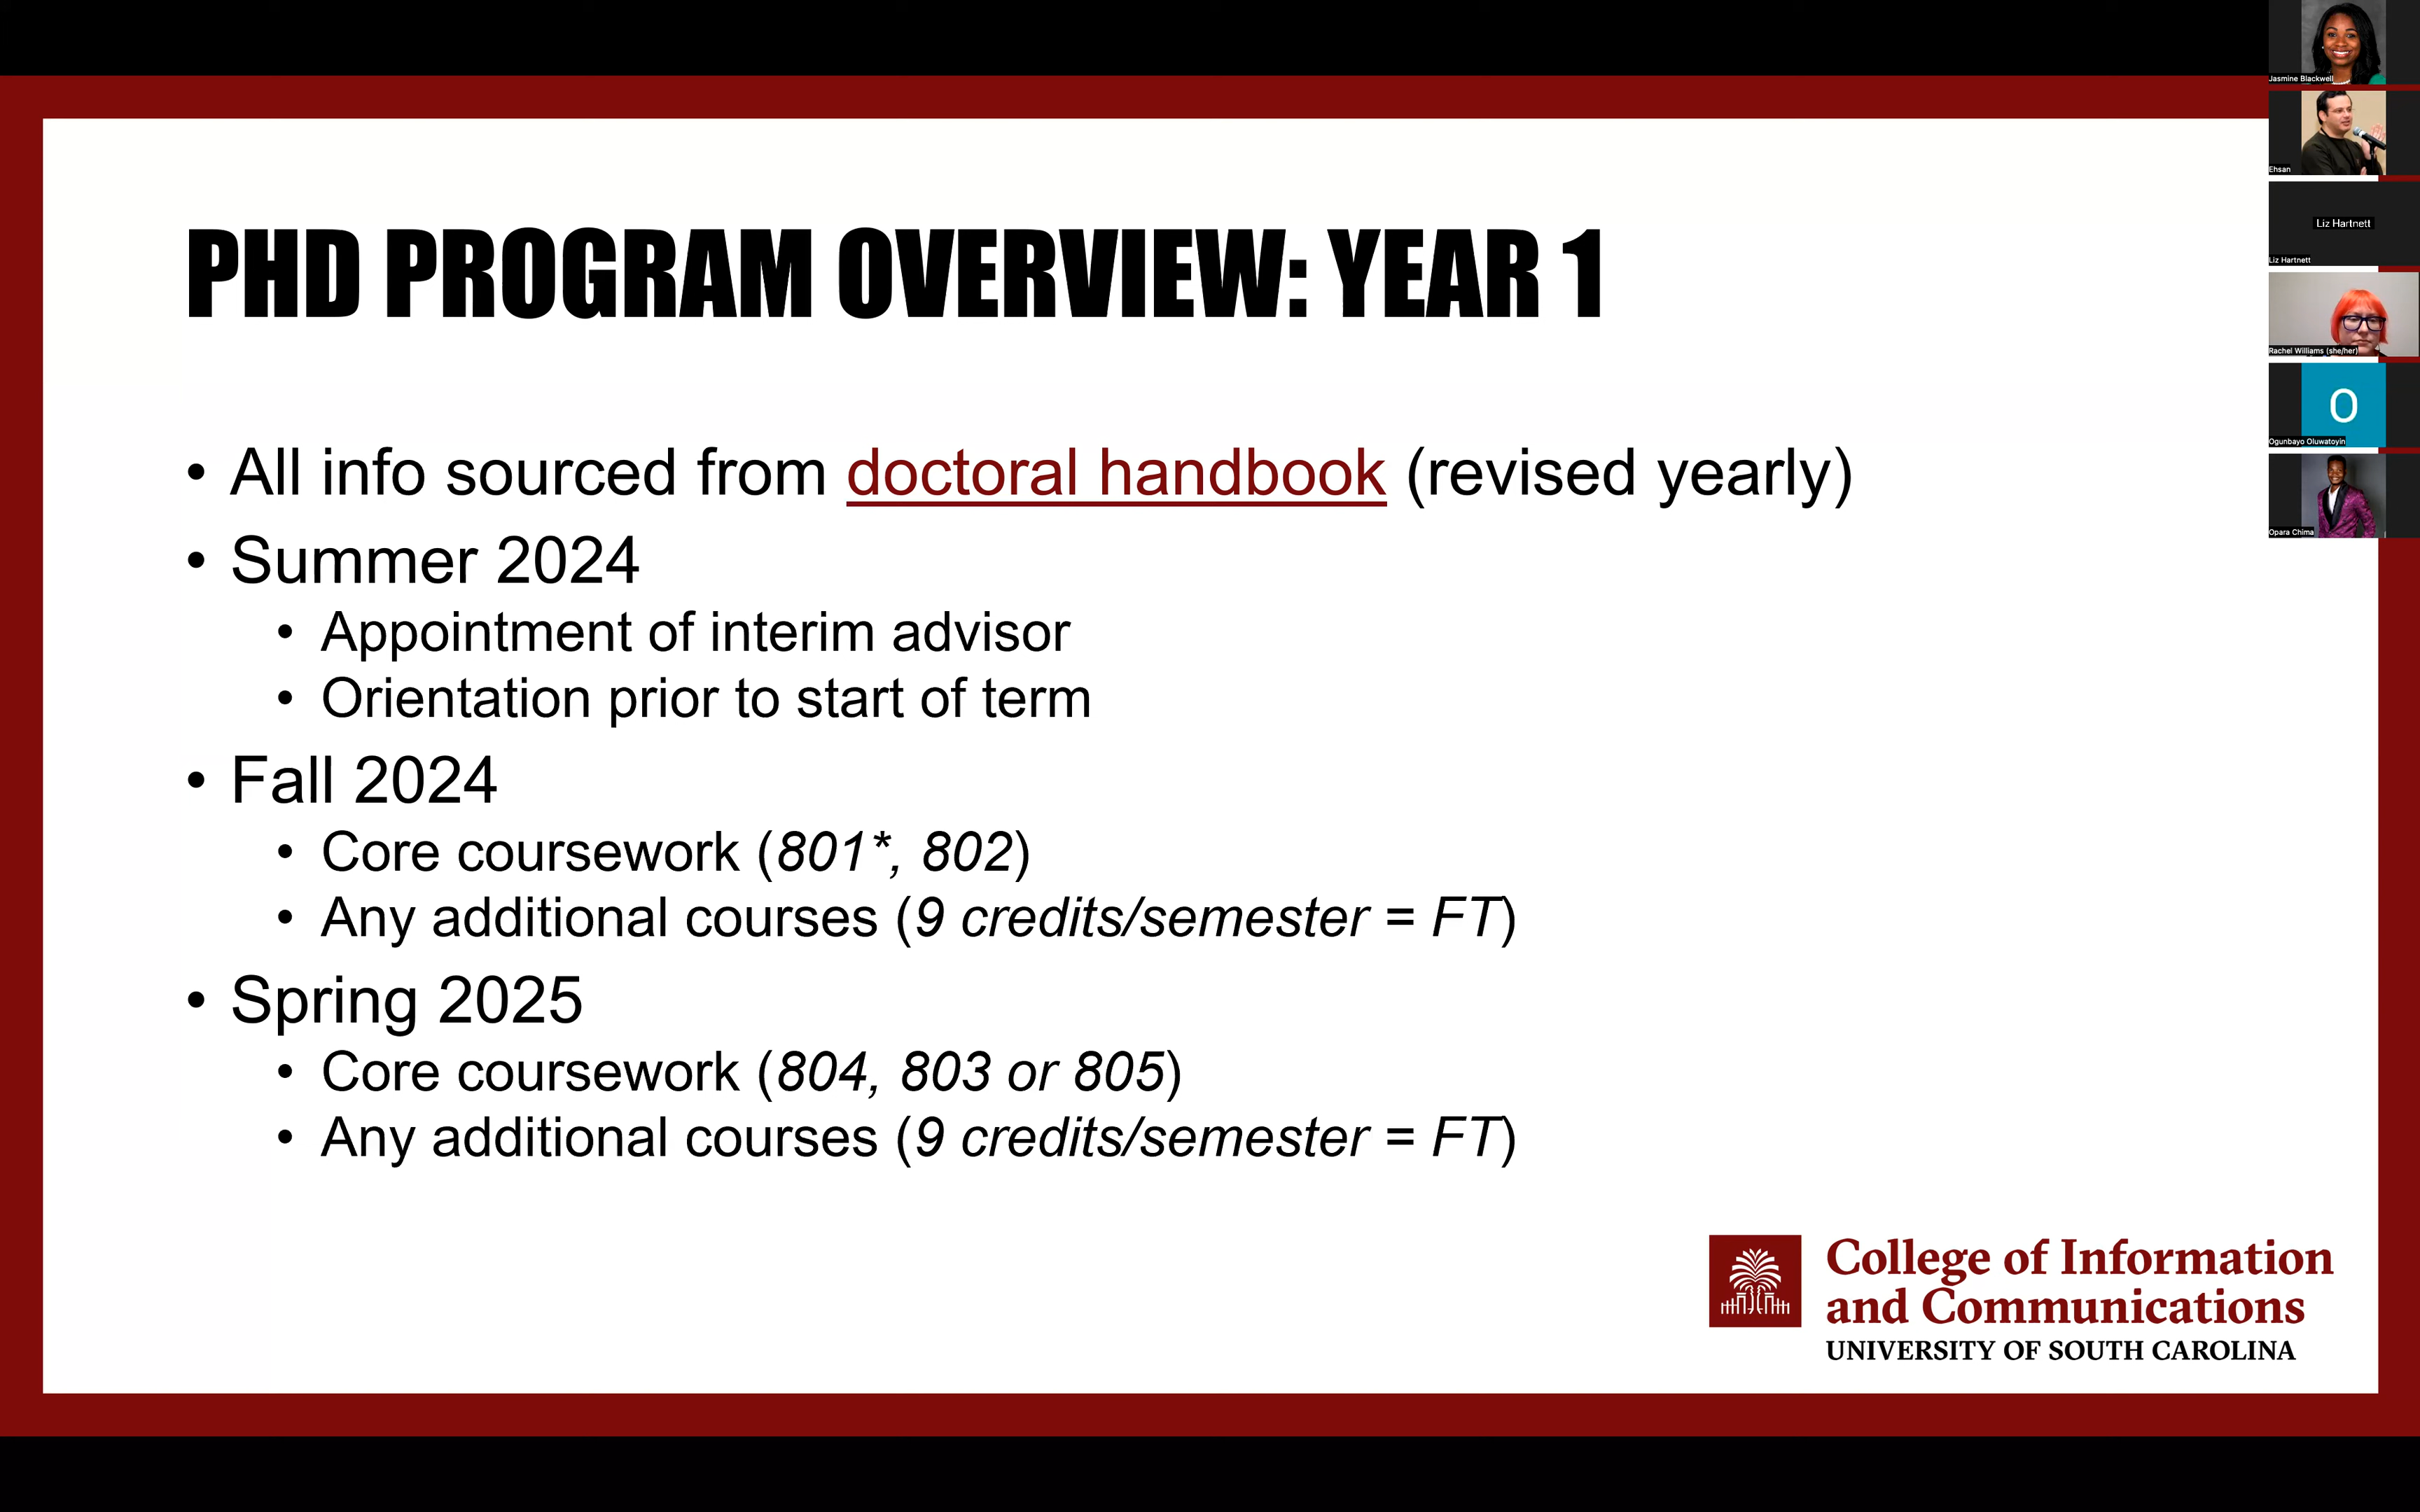 PHD PROGRAM OVERVIEW: YEAR 1
• All info sourced from doctoral handbook (revised yearly)
• Summer 2024
• Appointment of interim advisor
• Orientation prior to start of term
• Fall 2024
• Core coursework (801*, 802)
• Any additional courses (9 credits/semester = FT)
• Spring 2025
• Core coursework (804, 803 or 805)
• Any additional courses (9 credits/semester = FT)
College of Information
and Communications
UNIVERSITY OF SOUTH CAROLINA
Jasmine Blackwell
Ehsan
Liz Hartnett
Liz Hartnett
Rachel Williams (she/her)
O
Ogunbayo Oluwatoyin
Opara Chima